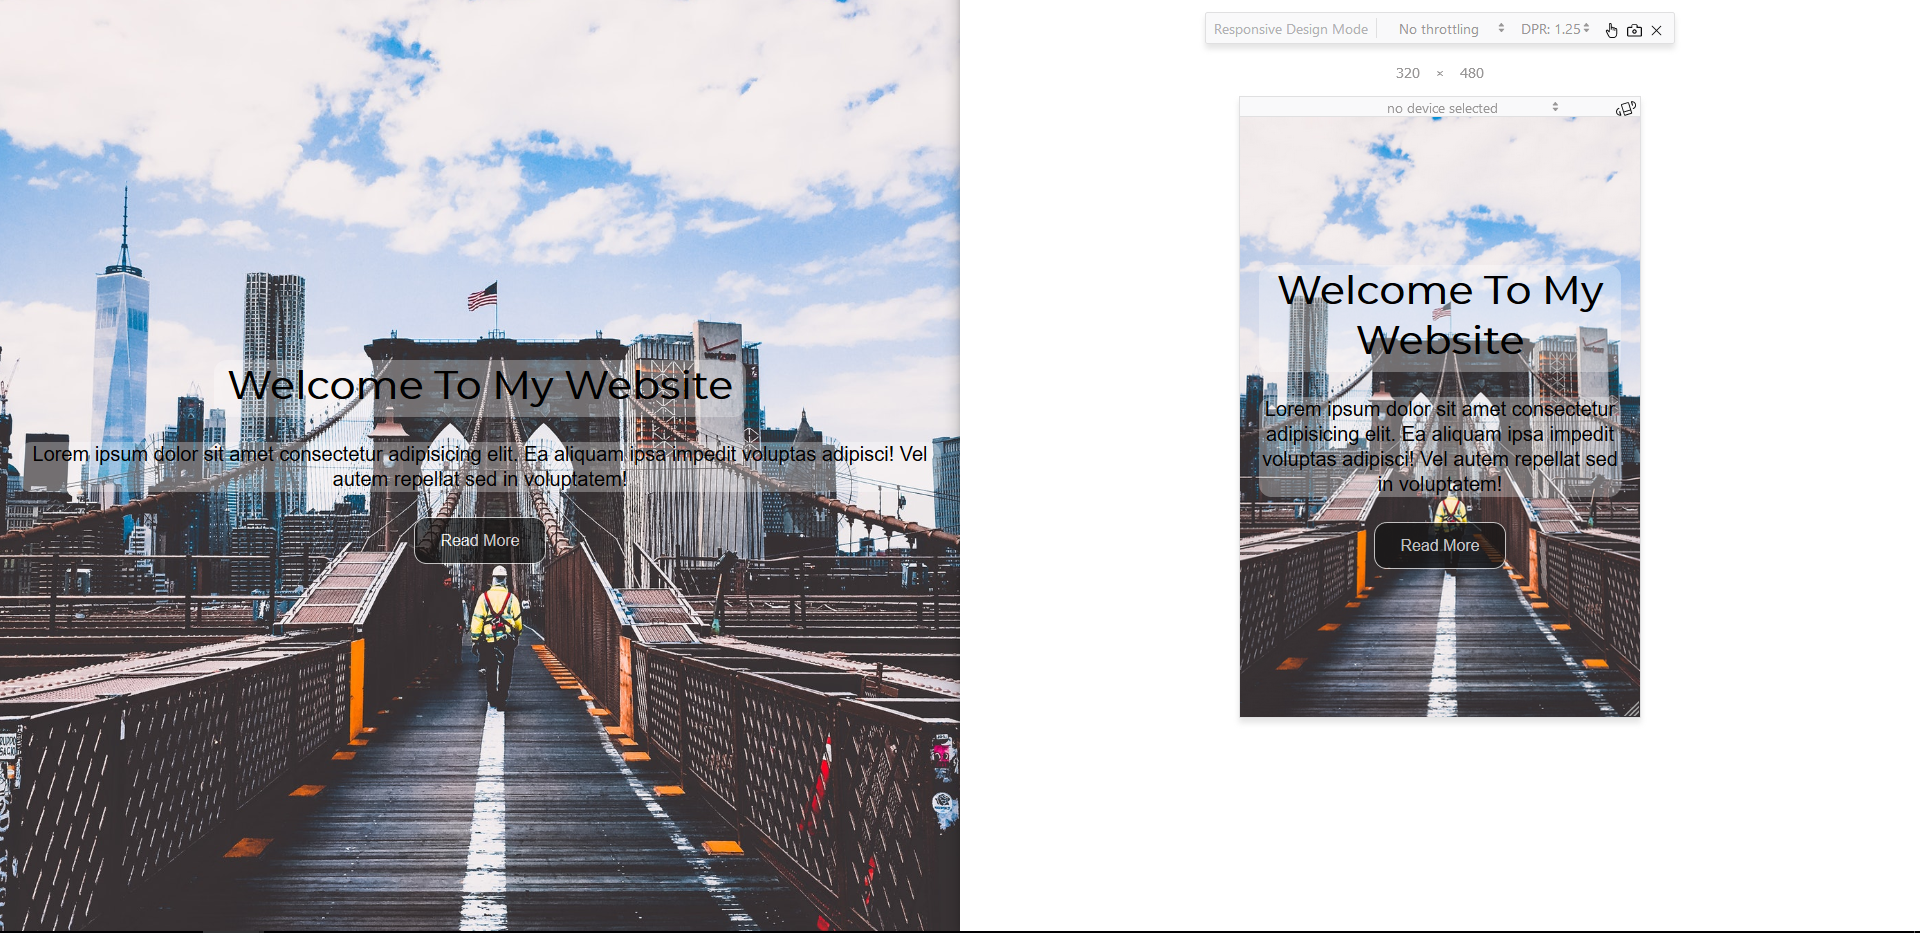 Welcome To My Website
Lorem ipsum dolor sit amet consectetur adipisicing elit. Ea aliquam ipsa impedit voluptas adipisci! Vel
autem repellat sed in voluptatem!
Read More
verizon
Responsive Design Mode No throttling DPR: 1.25
320 × 480
no device selected
Welcome To My
Website
verizon
Lorem ipsum dolor sit amet consectetur
adipisicing elit. Ea aliquam ipsa impedit
voluptas adipisci! Vel autem repellat sed
in voluptatem!
Read More